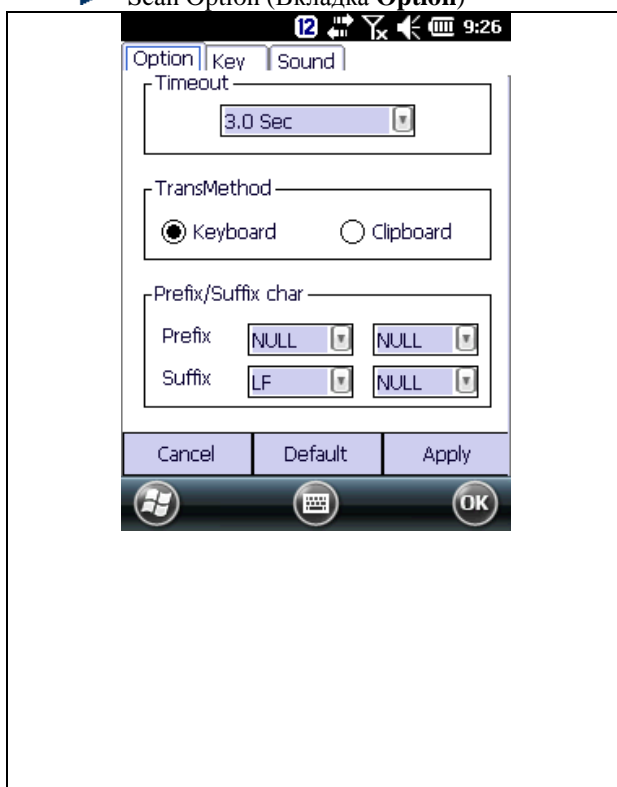 Scan Option (Вкладка Option)
12 9:26
Option Key Sound
Timeout
3.0 Sec
TransMethod
Keyboard Clipboard
Prefix/Suffix char
Prefix NULL NULL
Suffix LF NULL
Cancel Default Apply
OK